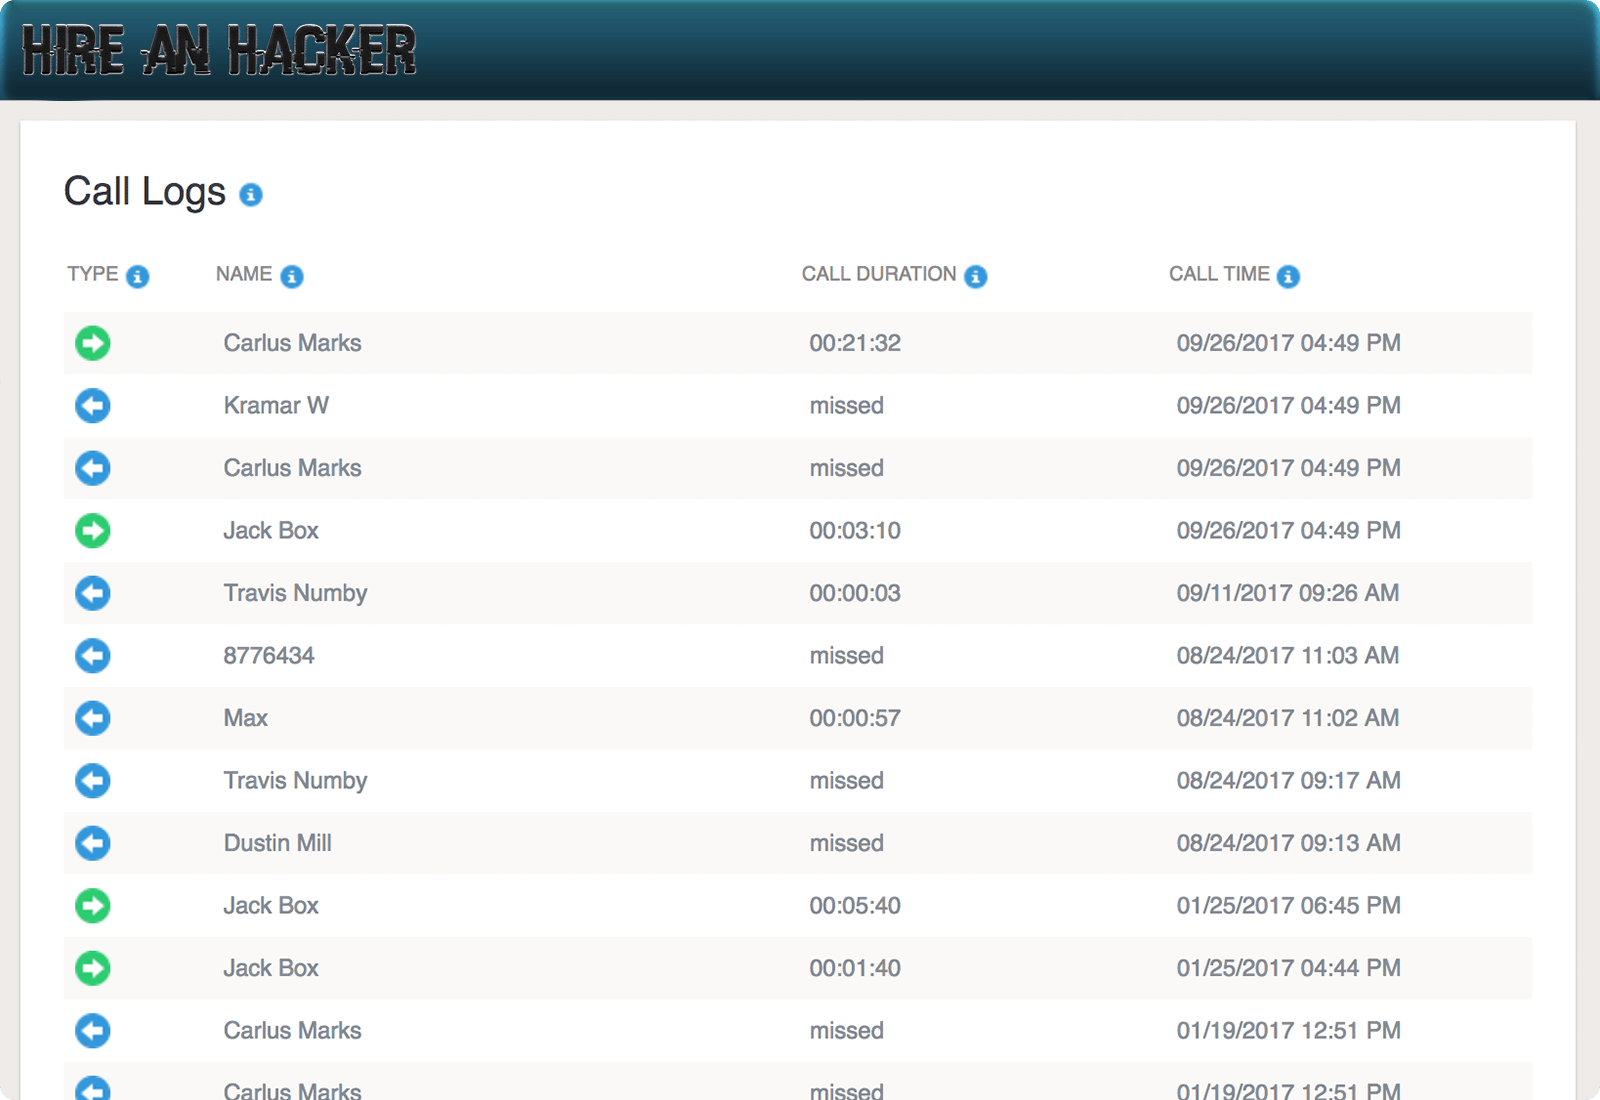 HIRE AN HACKER
Call Logs
TYPE NAME CALL DURATION CALL TIME
Carlus Marks 00:21:32 09/26/2017 04:49 PM
Kramar W missed 09/26/2017 04:49 PM
Carlus Marks missed 09/26/2017 04:49 PM
Jack Box 00:03:10 09/26/2017 04:49 PM
Travis Numby 00:00:03 09/11/2017 09:26 AM
8776434 missed 08/24/2017 11:03 AM
Max 00:00:57 08/24/2017 11:02 AM
Travis Numby missed 08/24/2017 09:17 AM
Dustin Mill missed 08/24/2017 09:13 AM
Jack Box 00:05:40 01/25/2017 06:45 PM
Jack Box 00:01:40 01/25/2017 04:44 PM
Carlus Marks missed 01/19/2017 12:51 PM
Carlus Marks missed 01/19/2017 12:51 PM